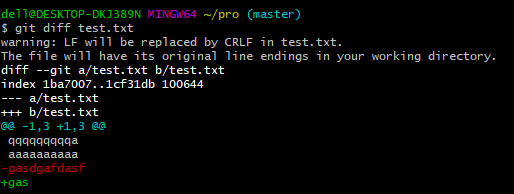 dell@DESKTOP-DKJ389N MINGW64 ~/pro (master)
$ git diff test.txt
warning: LF will be replaced by CRLF in test.txt.
The file will have its original line endings in your working directory.
diff --git a/test.txt b/test.txt
index 1ba7007..1cf31db 100644
--- a/test.txt
+++ b/test.txt
@@ -1,3 +1,3 @@
 qqqqqqqqqa
 aaaaaaaaaa
-gasdgafdasf
+gas